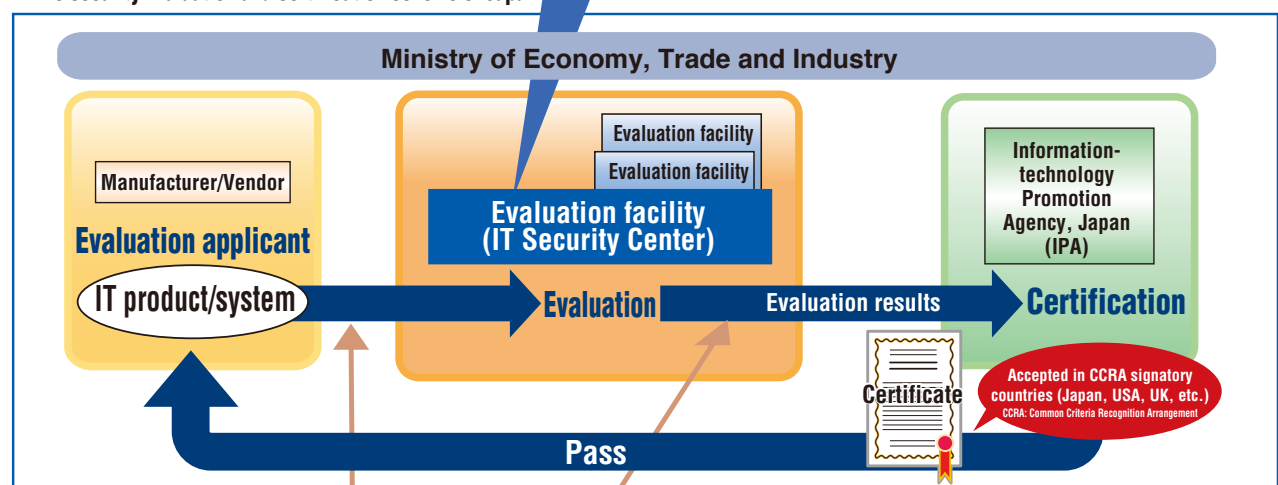 Ministry of Economy, Trade and Industry
Manufacturer/Vendor
Evaluation applicant
IT product/system
Evaluation facility
Evaluation facility
Evaluation facility
(IT Security Center)
Evaluation
Evaluation results
Information-
technology
Promotion
Agency, Japan
(IPA)
Certification
Certificate
Accepted in CCRA signatory
countries (Japan, USA, UK, etc.)
CCRA: Common Criteria Recognition Arrangement
Pass